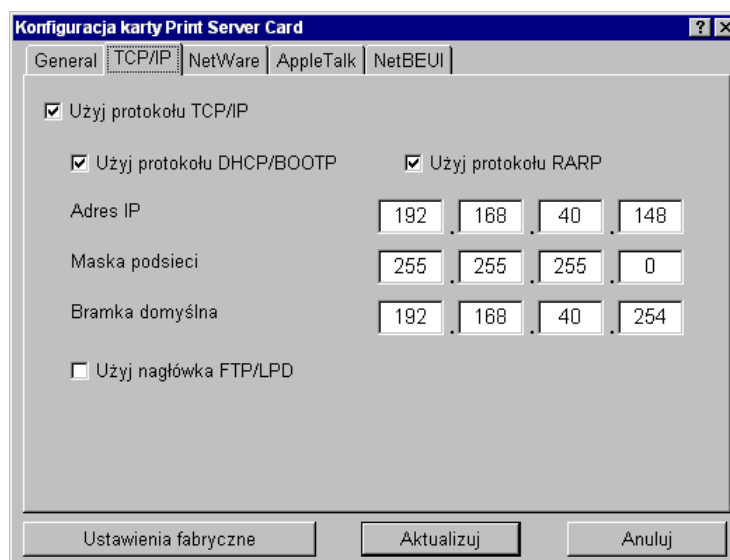 Konfiguracja karty Print Server Card
General TCP/IP NetWare AppleTalk NetBEUI
Użyj protokołu TCP/IP
Użyj protokołu DHCP/BOOTP Użyj protokołu RARP
Adres IP 192 . 168 . 40 . 148
Maska podsieci 255 . 255 . 255 . 0
Bramka domyślna 192 . 168 . 40 . 254
Użyj nagłówka FTP/LPD
Ustawienia fabryczne Aktualizuj Anuluj